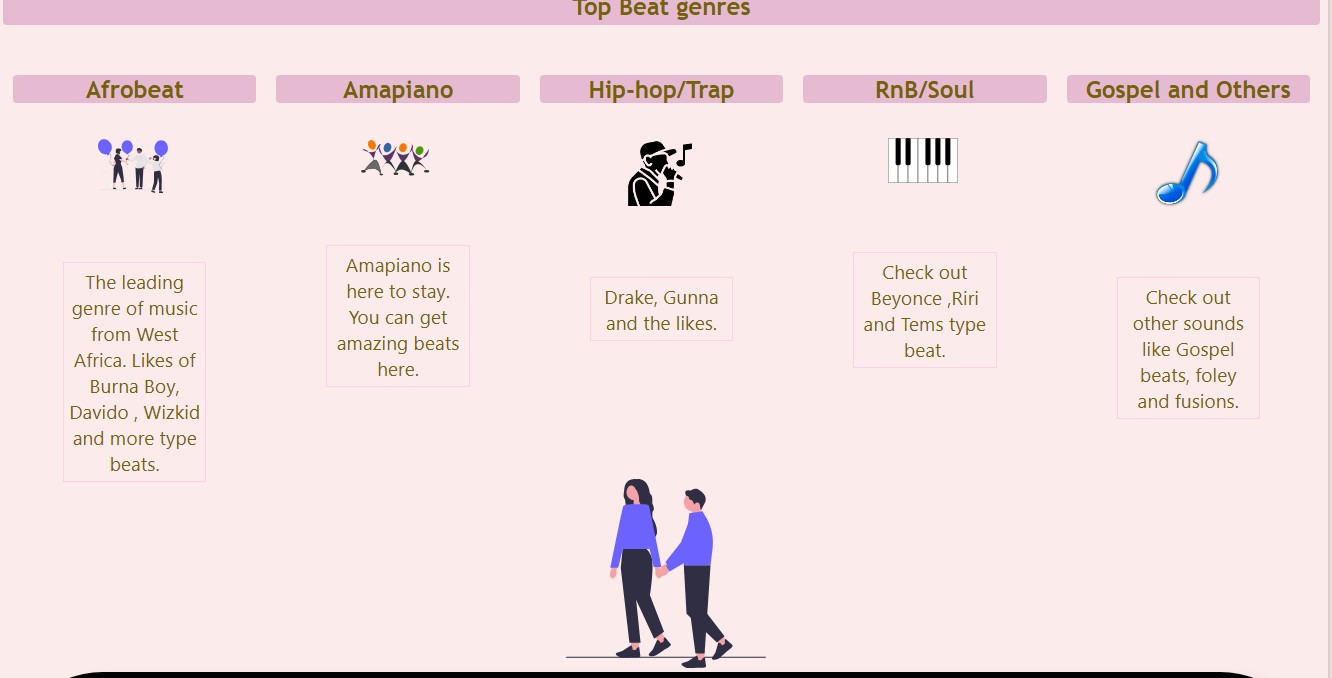 Top Beat genres
Afrobeat
Amapiano
Hip-hop/Trap
RnB/Soul
Gospel and Others
The leading
genre of music
from West
Africa. Likes of
Burna Boy,
Davido , Wizkid
and more type
beats.
Amapiano is
here to stay.
You can get
amazing beats
here.
Drake, Gunna
and the likes.
Check out
Beyonce ,Riri
and Tems type
beat.
Check out
other sounds
like Gospel
beats, foley
and fusions.